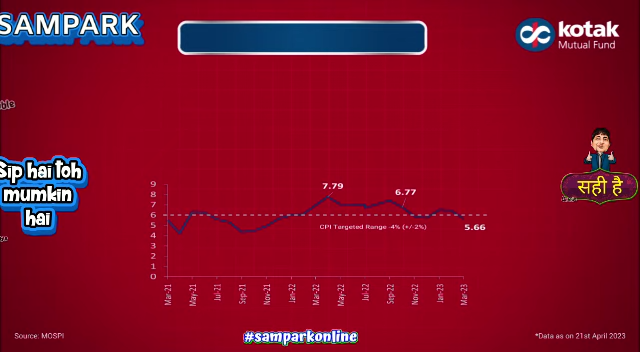 SAMPARK
kotak
Mutual Fund
Sip hai toh
mumkin
hai
सही है
9
8
7
6
5
4
3
2
1
0
7.79
6.77
5.66
CPI Targeted Range -4% (+/-2%)
Mar-21
May-21
Jul-21
Sep-21
Nov-21
Jan-22
Mar-22
May-22
Jul-22
Sep-22
Nov-22
Jan-23
Mar-23
Source: MOSPI
#samparkonline
*Data as on 21st April 2023